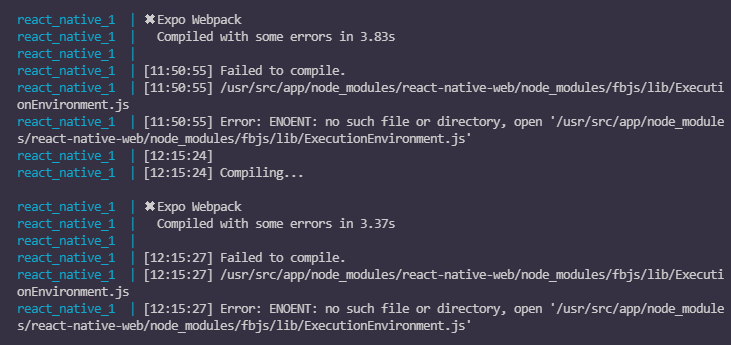 react_native_1 | ✖Expo Webpack
react_native_1 |   Compiled with some errors in 3.83s
react_native_1 |
react_native_1 | [11:50:55] Failed to compile.
react_native_1 | [11:50:55] /usr/src/app/node_modules/react-native-web/node_modules/fbjs/lib/Executi
onEnvironment.js
react_native_1 | [11:50:55] Error: ENOENT: no such file or directory, open '/usr/src/app/node_module
s/react-native-web/node_modules/fbjs/lib/ExecutionEnvironment.js'
react_native_1 | [12:15:24]
react_native_1 | [12:15:24] Compiling...
react_native_1 | ✖Expo Webpack
react_native_1 |   Compiled with some errors in 3.37s
react_native_1 |
react_native_1 | [12:15:27] Failed to compile.
react_native_1 | [12:15:27] /usr/src/app/node_modules/react-native-web/node_modules/fbjs/lib/Executi
onEnvironment.js
react_native_1 | [12:15:27] Error: ENOENT: no such file or directory, open '/usr/src/app/node_module
s/react-native-web/node_modules/fbjs/lib/ExecutionEnvironment.js'